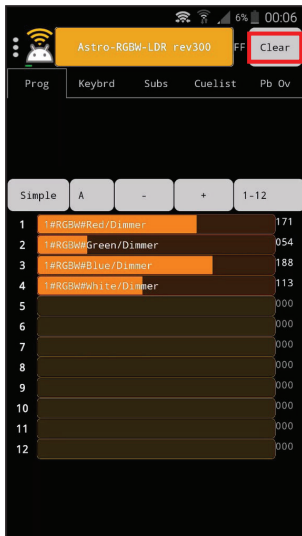 6% 00:06
Astro-RGBW-LDR rev300 FF Clear
Prog Keybrd Subs Cuelist Pb Ov
Simple A - + 1-12
1 1#RGBW#Red/Dimmer 171
2 1#RGBW#Green/Dimmer 054
3 1#RGBW#Blue/Dimmer 188
4 1#RGBW#White/Dimmer 113
5 000
6 000
7 000
8 000
9 000
10 000
11 000
12 000